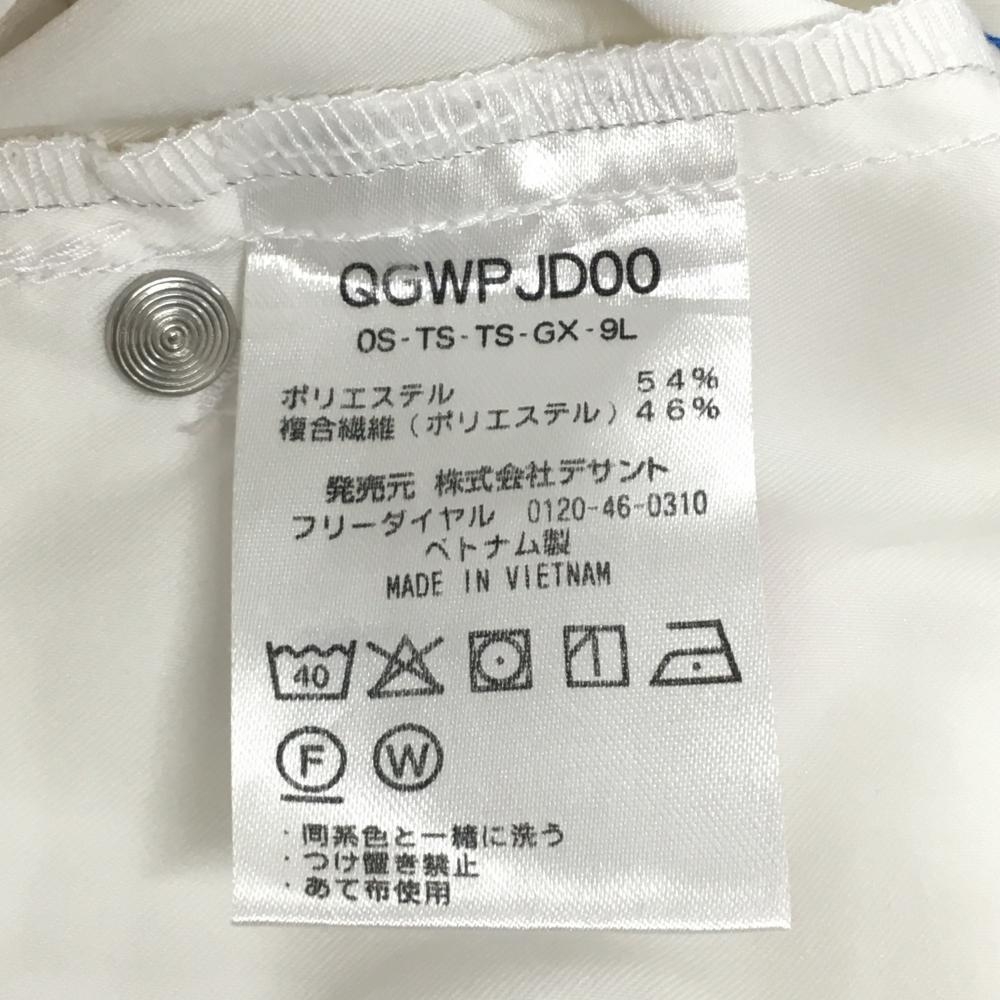 QGWPJD00
0S-TS-TS-GX-9L
ポリエステル 54%
複合繊維(ポリエステル) 46%
発売元 株式会社デサント
フリーダイヤル 0120-46-0310
ベトナム製
MADE IN VIETNAM
40
F W
・同系色と一緒に洗う
・つけ置き禁止
・あて布使用